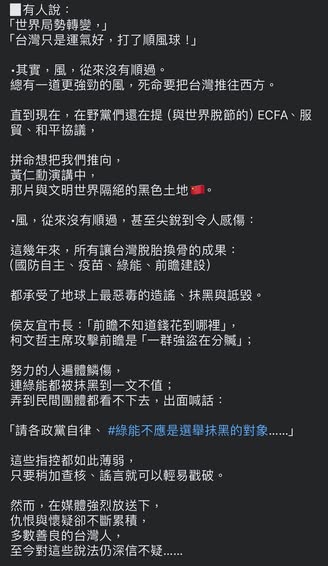 ⬜有人說：
「世界局勢轉變，」
「台灣只是運氣好，打了順風球！」
•其實，風，從來沒有順過。
總有一道更強勁的風，死命要把台灣推往西方。
直到現在，在野黨們還在提 (與世界脫節的) ECFA、服
貿、和平協議，
拼命想把我們推向，
黃仁勳演講中，
那片與文明世界隔絕的黑色土地🇨🇳。
•風，從來沒有順過，甚至尖銳到令人感傷：
這幾年來，所有讓台灣脫胎換骨的成果：
(國防自主、疫苗、綠能、前瞻建設)
都承受了地球上最惡毒的造謠、抹黑與詆毀。
侯友宜市長：「前瞻不知道錢花到哪裡」，
柯文哲主席攻擊前瞻是「一群強盜在分贓」；
努力的人遍體鱗傷，
連綠能都被抹黑到一文不值；
弄到民間團體都看不下去，出面喊話：
「請各政黨自律、 #綠能不應是選舉抹黑的對象......」
這些指控都如此薄弱，
只要稍加查核、謠言就可以輕易戳破。
然而，在媒體強烈放送下，
仇恨與懷疑卻不斷累積，
多數善良的台灣人，
至今對這些說法仍深信不疑......